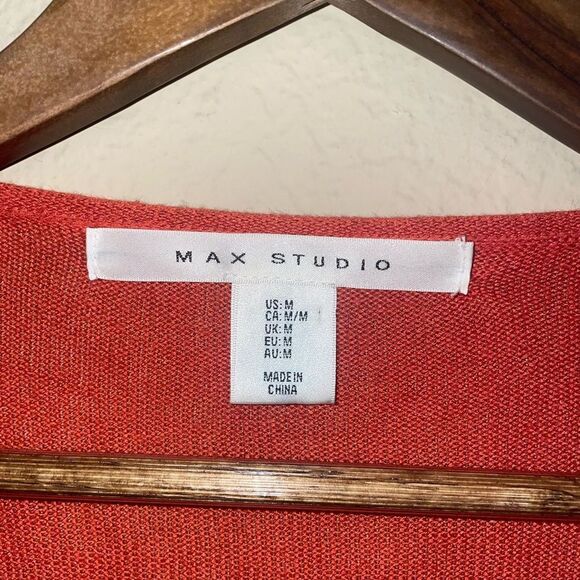 MAX STUDIO
US:M
CA:M/M
UK:M
EU:M
AU:M
MADE IN
CHINA